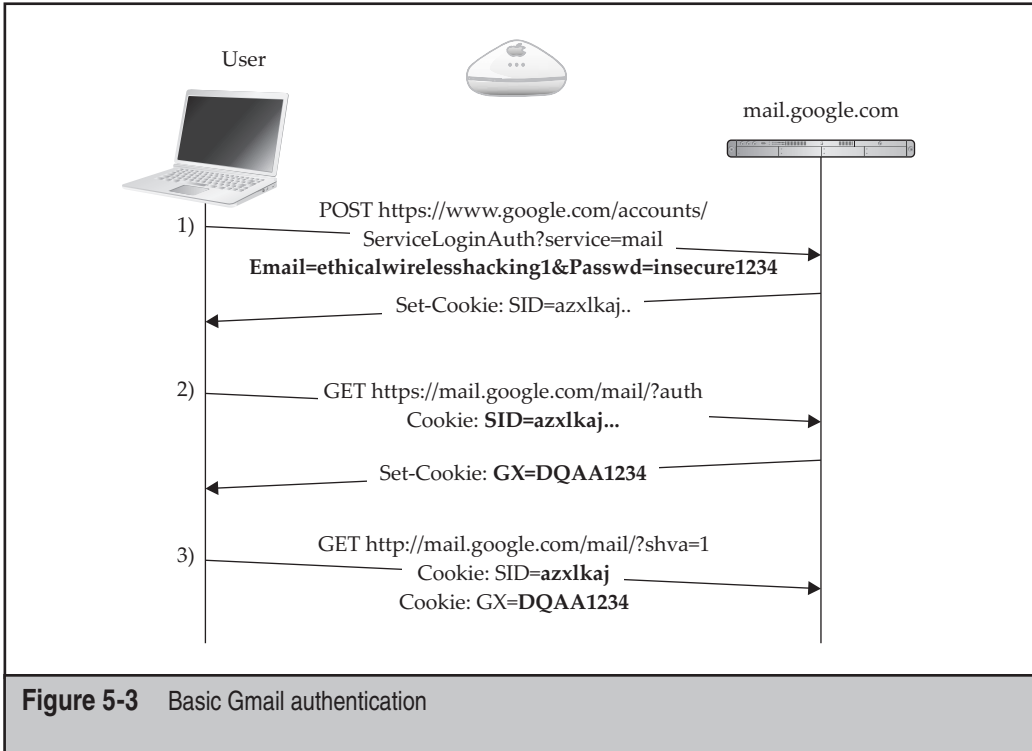 User
mail.google.com
1)
POST https://www.google.com/accounts/
ServiceLoginAuth?service=mail
Email=ethicalwirelesshacking1&Passwd=insecure1234
Set-Cookie: SID=azxlkaj..
2)
GET https://mail.google.com/mail/?auth
Cookie: SID=azxlkaj...
Set-Cookie: GX=DQAA1234
3)
GET http://mail.google.com/mail/?shva=1
Cookie: SID=azxlkaj
Cookie: GX=DQAA1234
Figure 5-3 Basic Gmail authentication